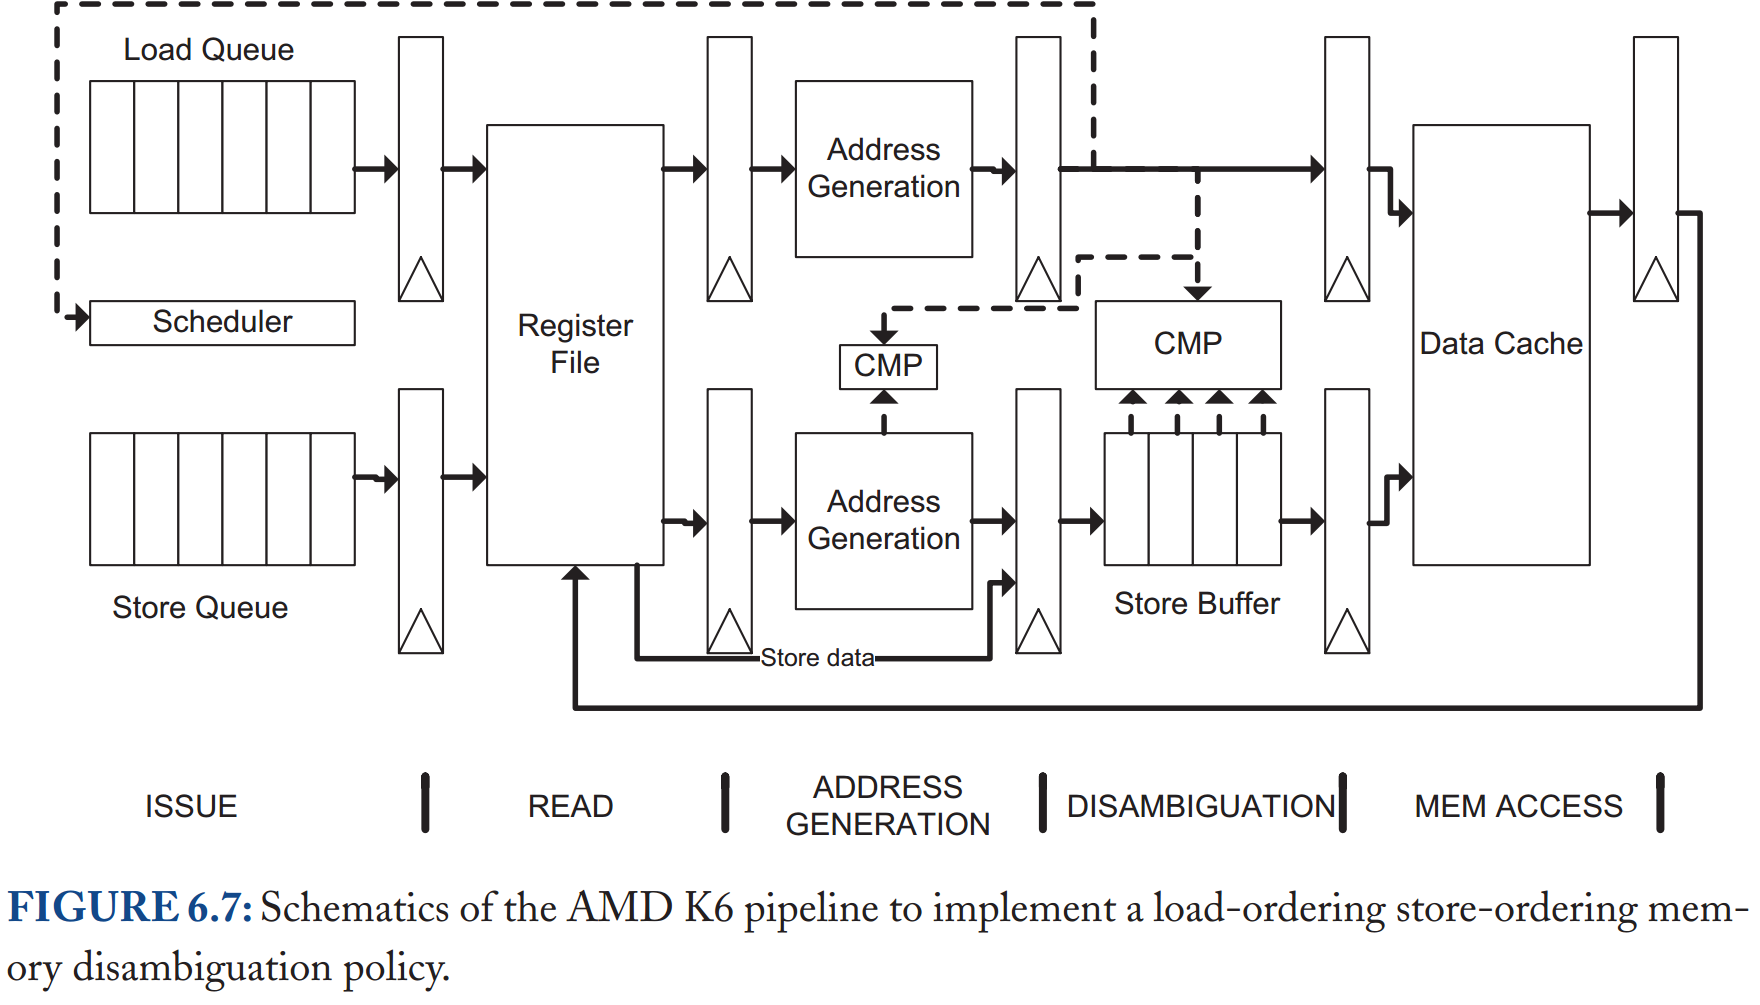 Load Queue
Scheduler
Store Queue
Register
File
Address
Generation
CMP
Address
Generation
Store data
CMP
Store Buffer
Data Cache
ISSUE
READ
ADDRESS
GENERATION
DISAMBIGUATION
MEM ACCESS
FIGURE 6.7: Schematics of the AMD K6 pipeline to implement a load-ordering store-ordering mem-
ory disambiguation policy.